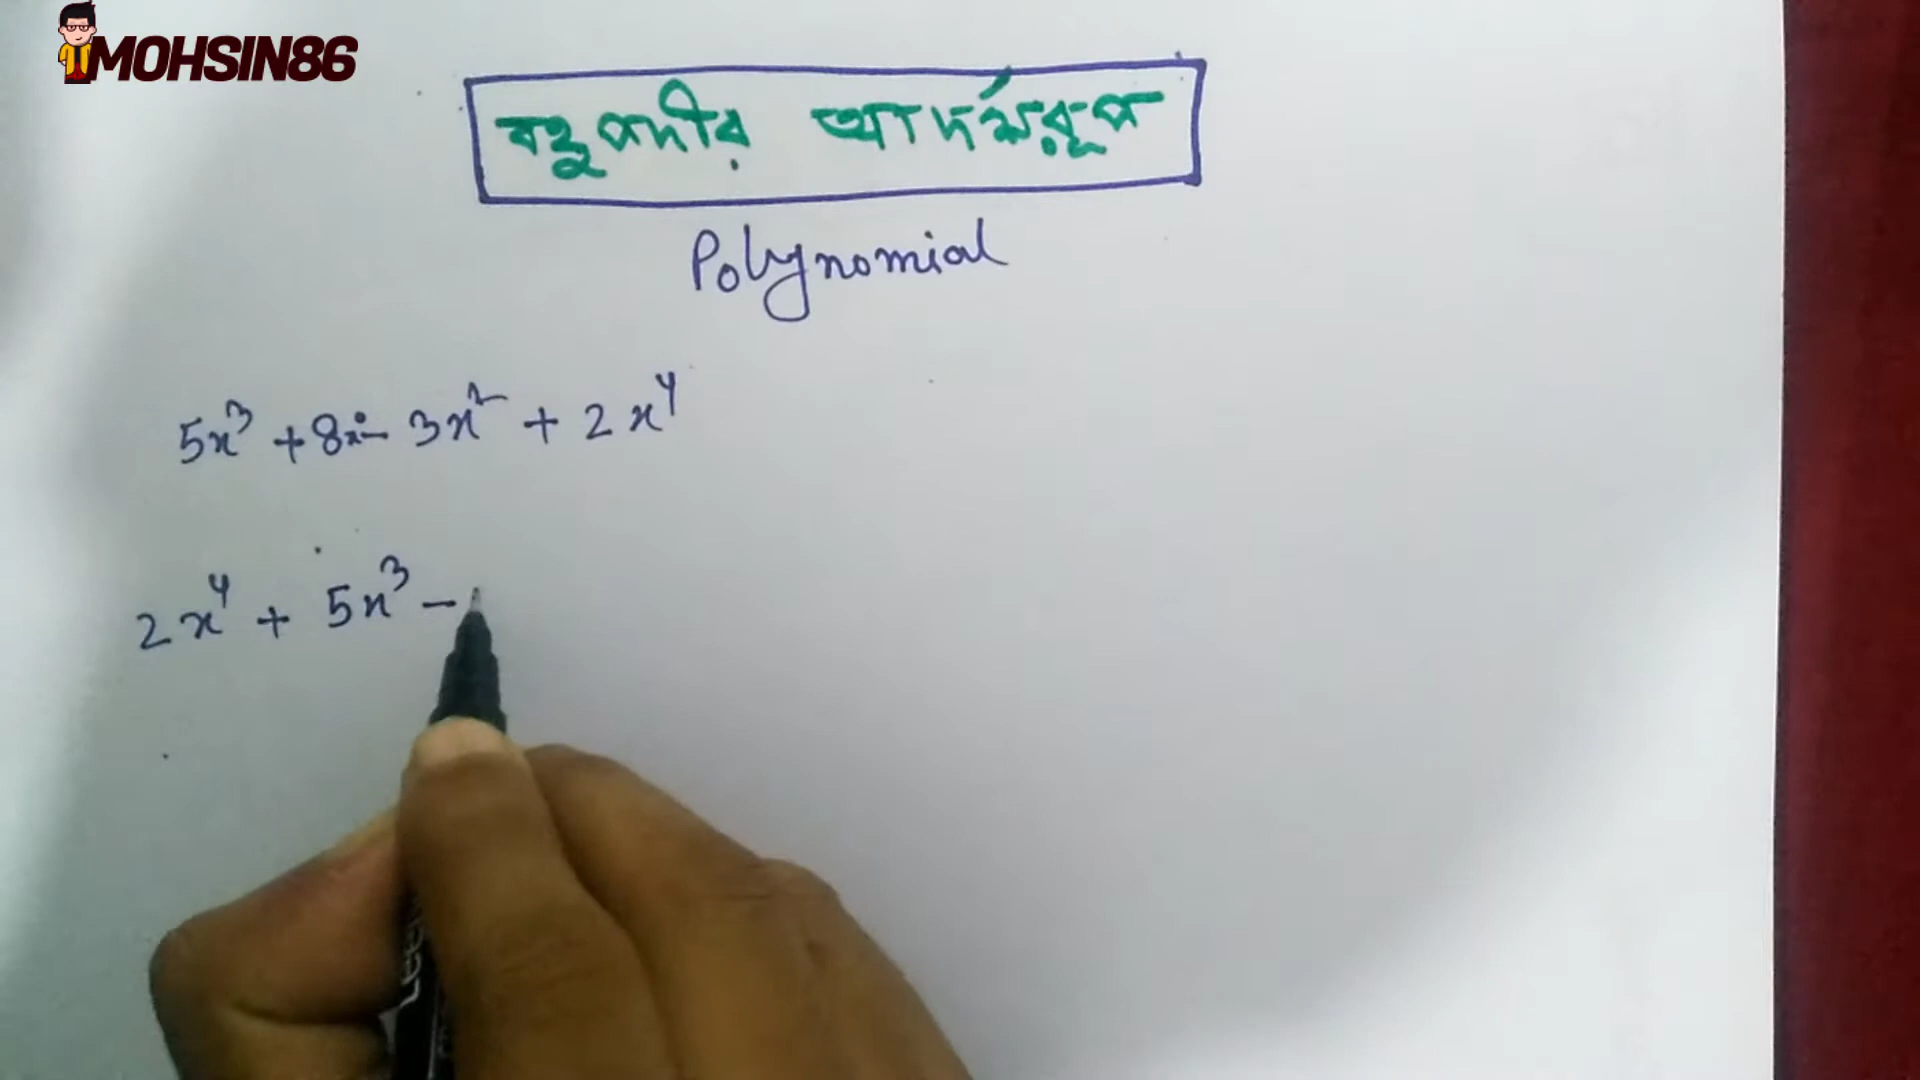 MOHSIN86
বহুপদীর আদর্শরূপ
Polynomial
5x³ + 8x° - 3x² + 2x⁴
2x⁴ + 5x³ -